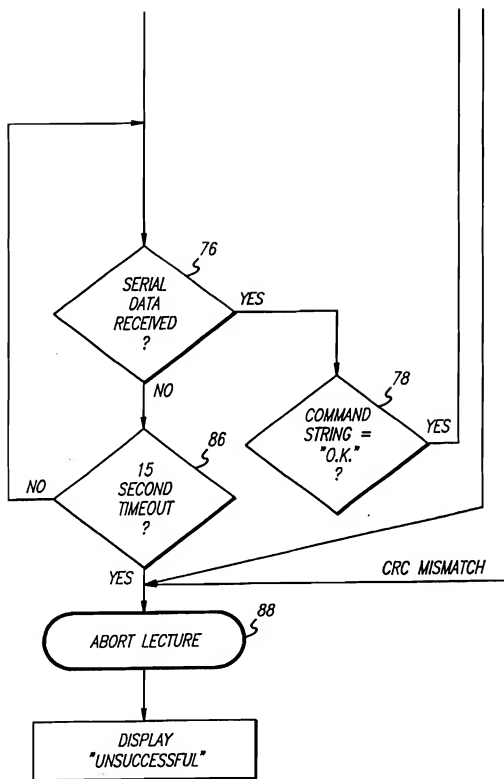 76
SERIAL
DATA
RECEIVED
?
YES
NO
78
COMMAND
STRING =
"O.K."
?
YES
86
15
SECOND
TIMEOUT
?
NO
YES
CRC MISMATCH
88
ABORT LECTURE
DISPLAY
"UNSUCCESSFUL"